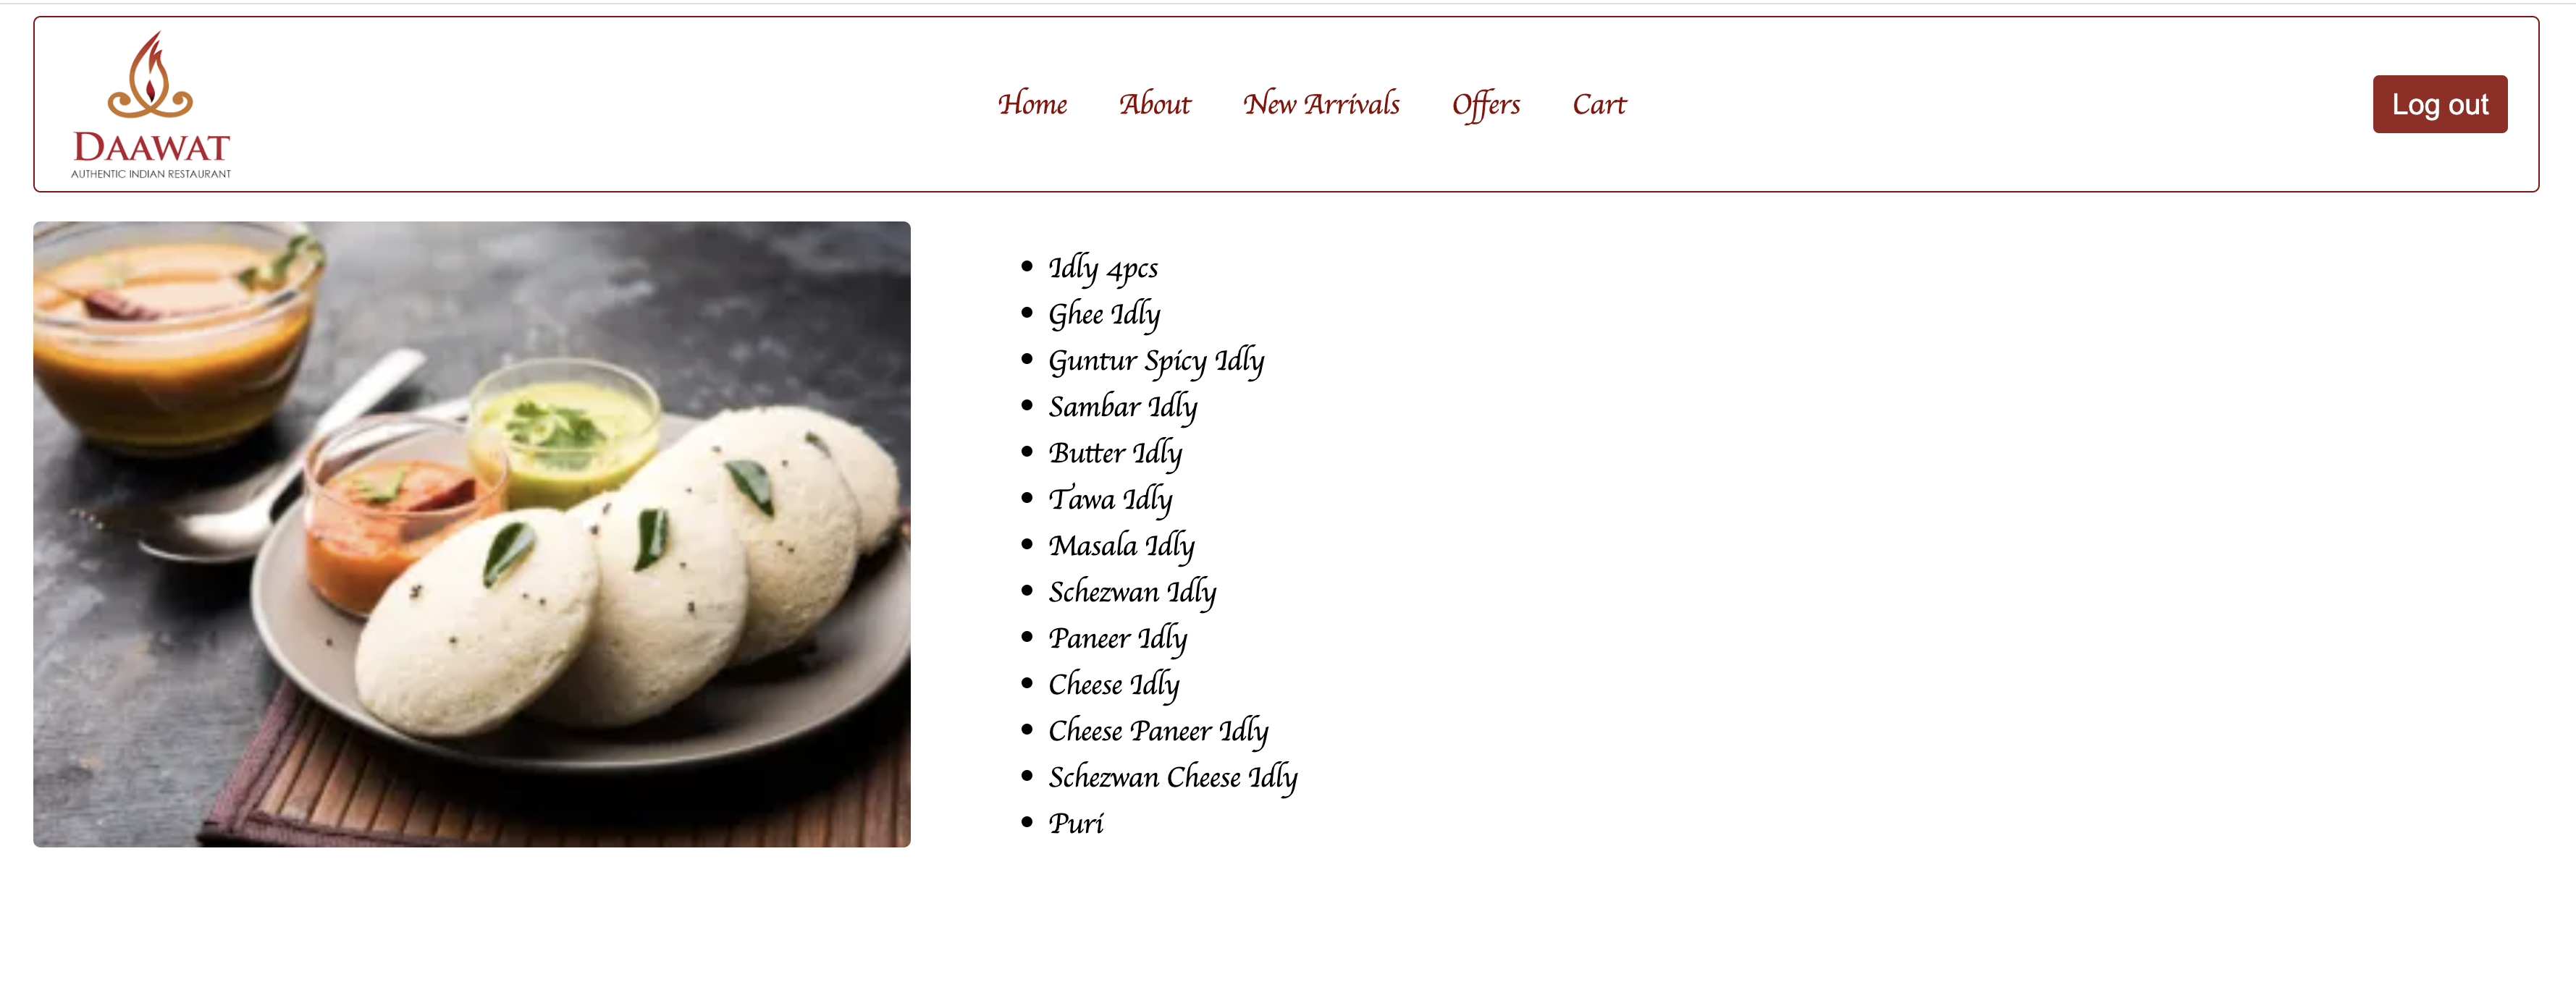 DAAWAT
AUTHENTIC INDIAN RESTAURANT
Home About New Arrivals Offers Cart
Log out
Idly 4pcs
Ghee Idly
Guntur Spicy Idly
Sambar Idly
Butter Idly
Tawa Idly
Masala Idly
Schezwan Idly
Paneer Idly
Cheese Idly
Cheese Paneer Idly
Schezwan Cheese Idly
Puri